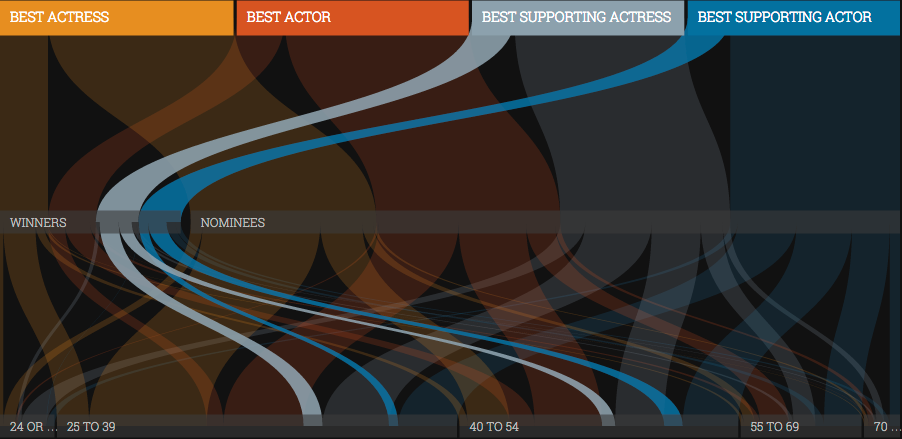 BEST ACTRESS BEST ACTOR BEST SUPPORTING ACTRESS BEST SUPPORTING ACTOR
WINNERS NOMINEES
24 OR ... 25 TO 39 40 TO 54 55 TO 69 70 ...